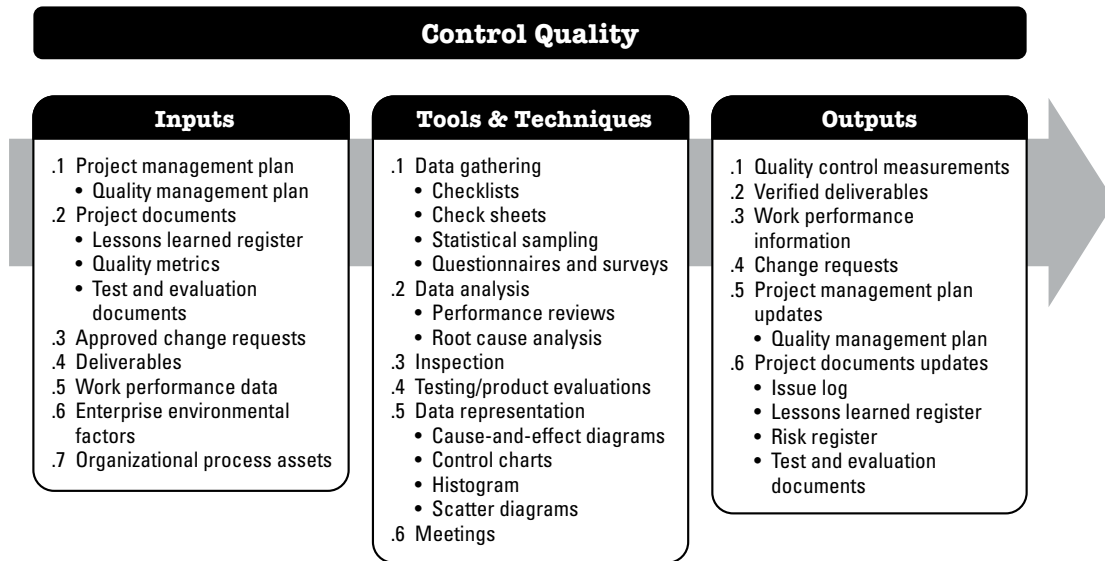 Control Quality
Inputs
.1 Project management plan
• Quality management plan
.2 Project documents
• Lessons learned register
• Quality metrics
• Test and evaluation
documents
.3 Approved change requests
.4 Deliverables
.5 Work performance data
.6 Enterprise environmental
factors
.7 Organizational process assets
Tools & Techniques
.1 Data gathering
• Checklists
• Check sheets
• Statistical sampling
• Questionnaires and surveys
.2 Data analysis
• Performance reviews
• Root cause analysis
.3 Inspection
.4 Testing/product evaluations
.5 Data representation
• Cause-and-effect diagrams
• Control charts
• Histogram
• Scatter diagrams
.6 Meetings
Outputs
.1 Quality control measurements
.2 Verified deliverables
.3 Work performance
information
.4 Change requests
.5 Project management plan
updates
• Quality management plan
.6 Project documents updates
• Issue log
• Lessons learned register
• Risk register
• Test and evaluation
documents